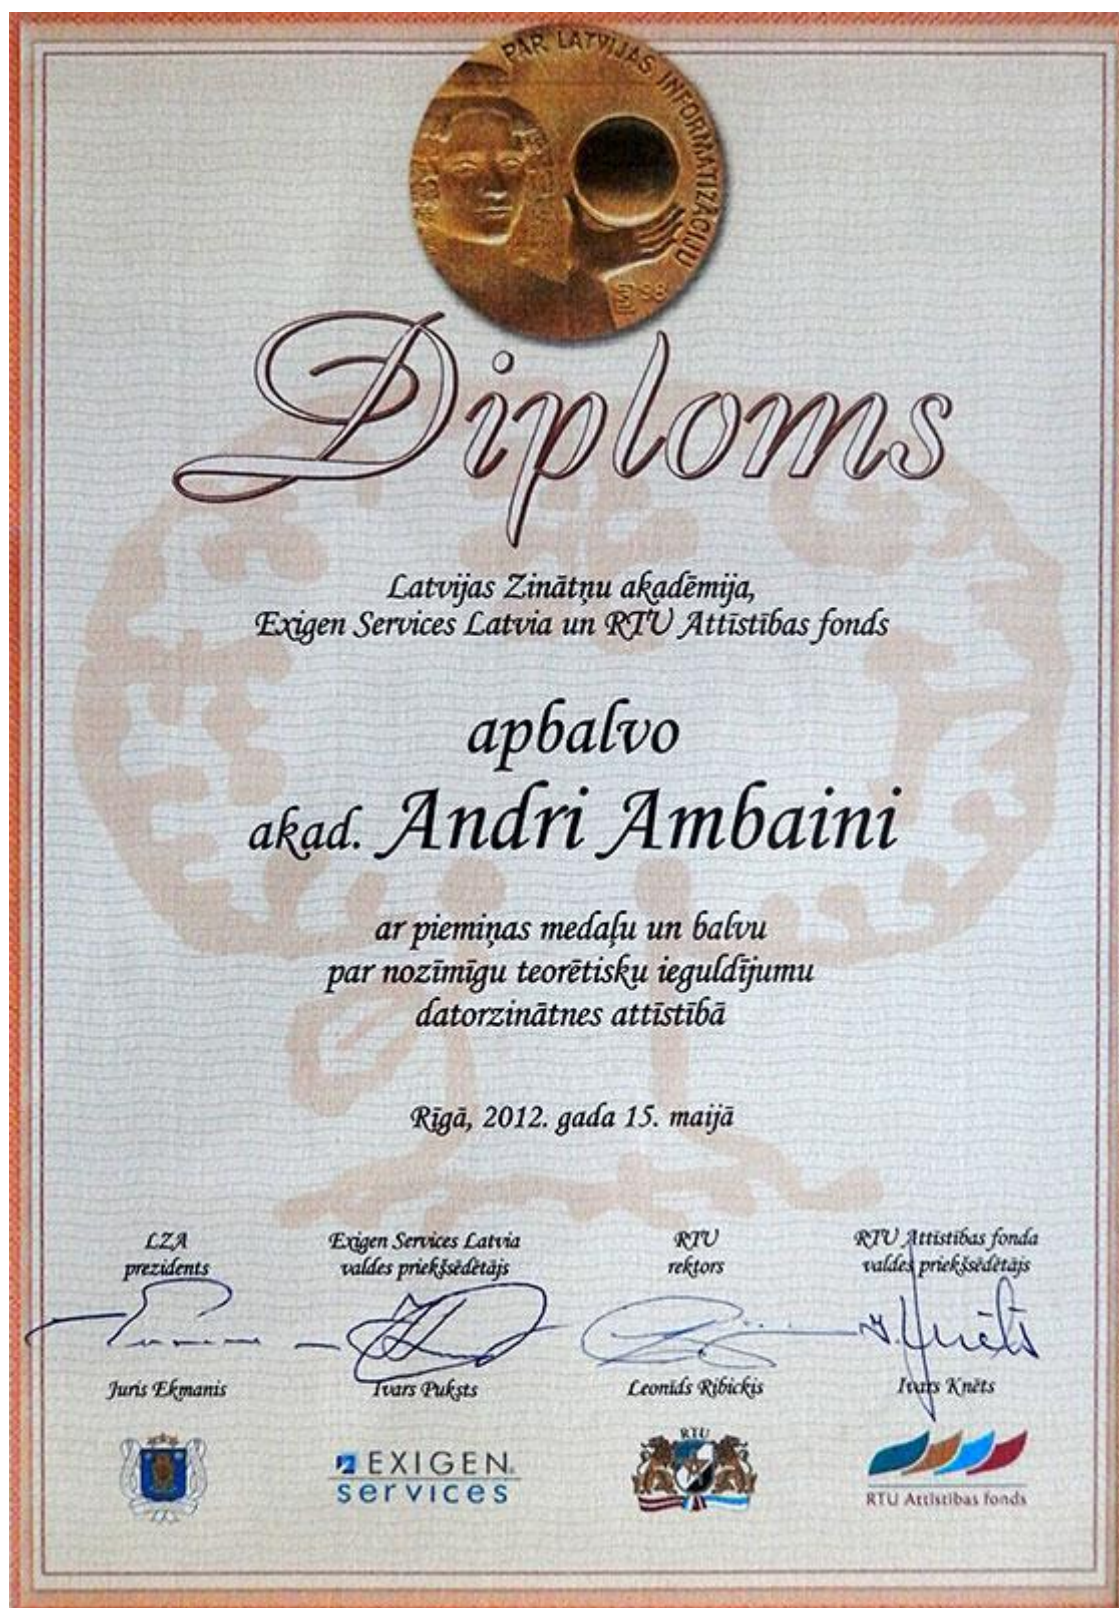 PAR LATVIJAS INFORMATIZĀCIJU
98
Diploms
Latvijas Zinātņu akadēmija,
Exigen Services Latvia un RTU Attīstības fonds
apbalvo
akad. Andri Ambaini
ar piemiņas medaļu un balvu
par nozīmīgu teorētisku ieguldījumu
datorzinātnes attīstībā
Rīgā, 2012. gada 15. maijā
LZA
prezidents
Juris Ekmanis
Exigen Services Latvia
valdes priekšsēdētājs
Ivars Puksts
RTU
rektors
Leonīds Ribickis
RTU Attīstības fonda
valdes priekšsēdētājs
I. Knēts
Ivars Knēts
EXIGEN
services
RTU
RTU Attīstības fonds